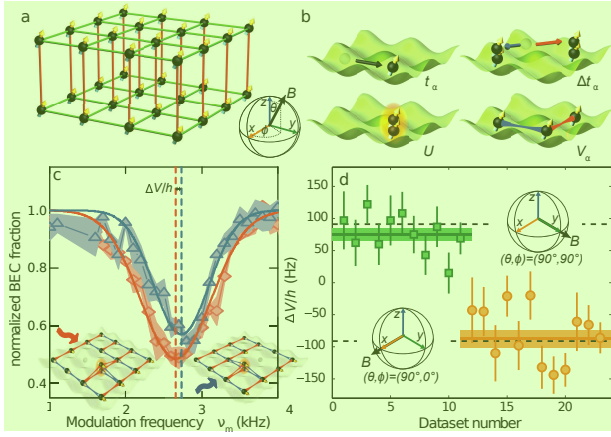 a
z
B
θ
x
ϕ
y
b
t_α
Δt_α
U
V_α
c
ΔV/h
normalized BEC fraction
1.0
0.8
0.6
0.4
1
2
3
4
Modulation frequency ν_m (kHz)
d
ΔV/h (Hz)
150
100
50
0
−50
−100
−150
z
x
y
B
(θ,ϕ)=(90°,90°)
z
x
y
B
(θ,ϕ)=(90°,0°)
0
5
10
15
20
Dataset number